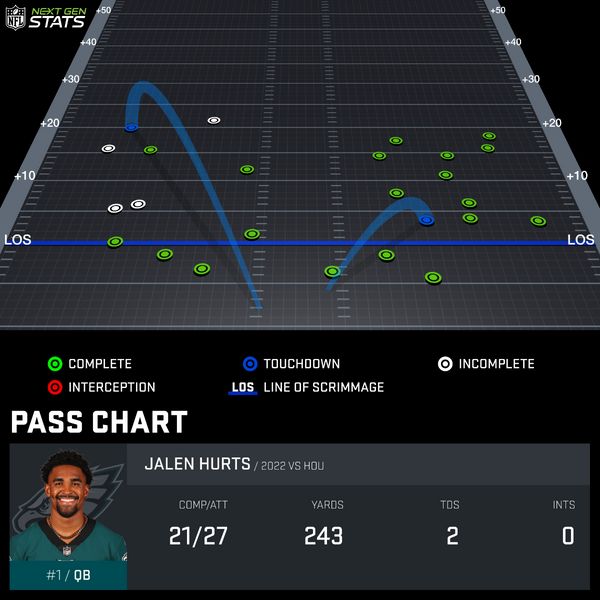 NFL NEXT GEN STATS
+50 +50
+40 +40
+30 +30
+20 +20
+10 +10
LOS LOS
COMPLETE TOUCHDOWN INCOMPLETE
INTERCEPTION LOS LINE OF SCRIMMAGE
PASS CHART
JALEN HURTS / 2022 VS HOU
COMP/ATT YARDS TDS INTS
21/27 243 2 0
#1 / QB